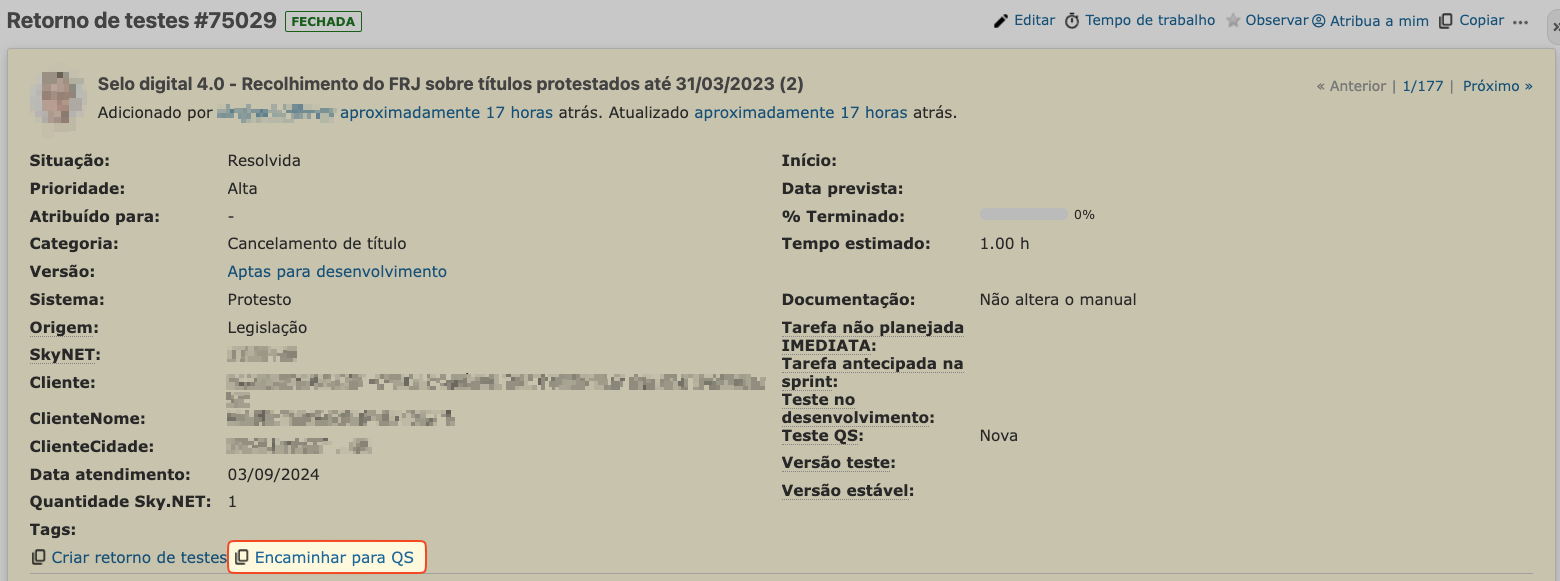 Retorno de testes #75029 FECHADA Editar Tempo de trabalho Observar Atribua a mim Copiar ... »
Selo digital 4.0 - Recolhimento do FRJ sobre títulos protestados até 31/03/2023 (2)
« Anterior | 1/177 | Próximo »
Adicionado por aproximadamente 17 horas atrás. Atualizado aproximadamente 17 horas atrás.
Situação: Resolvida Início:
Prioridade: Alta Data prevista:
Atribuído para: - % Terminado: 0%
Categoria: Cancelamento de título Tempo estimado: 1.00 h
Versão: Aptas para desenvolvimento
Sistema: Protesto Documentação: Não altera o manual
Origem: Legislação Tarefa não planejada
IMEDIATA:
SkyNET: Tarefa antecipada na
Cliente: sprint:
Teste no
ClienteNome: desenvolvimento:
Teste QS: Nova
ClienteCidade:
Versão teste:
Data atendimento: 03/09/2024
Versão estável:
Quantidade Sky.NET: 1
Tags:
Criar retorno de testes Encaminhar para QS